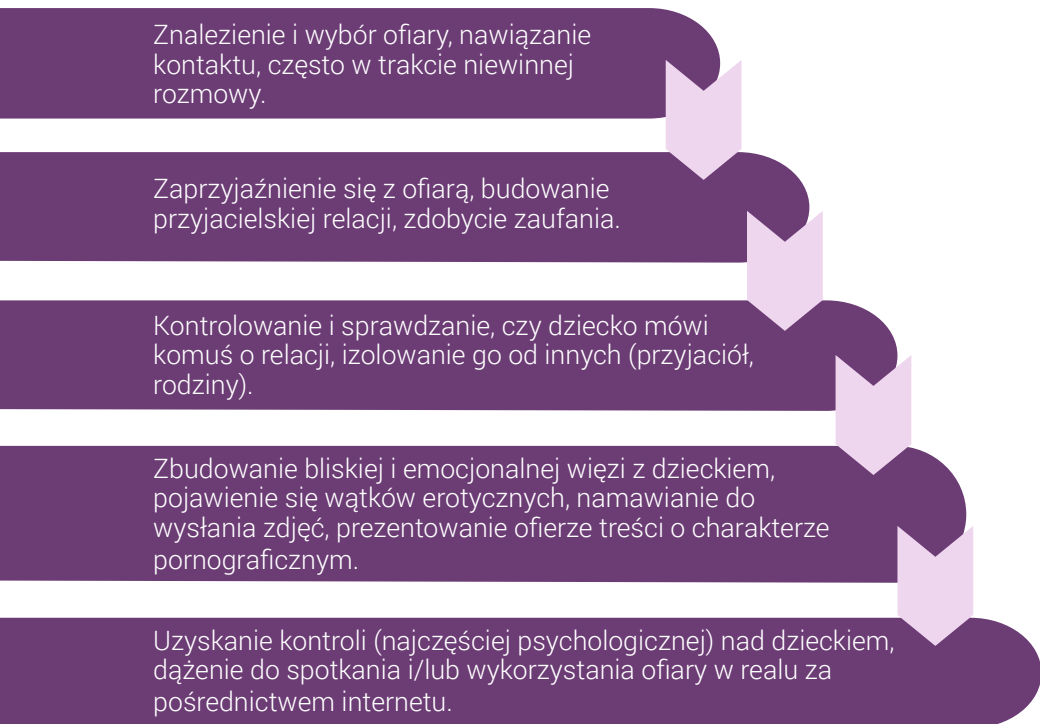 Znalezienie i wybór ofiary, nawiązanie
kontaktu, często w trakcie niewinnej
rozmowy.
Zaprzyjaźnienie się z ofiarą, budowanie
przyjacielskiej relacji, zdobycie zaufania.
Kontrolowanie i sprawdzanie, czy dziecko mówi
komuś o relacji, izolowanie go od innych (przyjaciół,
rodziny).
Zbudowanie bliskiej i emocjonalnej więzi z dzieckiem,
pojawienie się wątków erotycznych, namawianie do
wysłania zdjęć, prezentowanie ofierze treści o charakterze
pornograficznym.
Uzyskanie kontroli (najczęściej psychologicznej) nad dzieckiem,
dążenie do spotkania i/lub wykorzystania ofiary w realu za
pośrednictwem internetu.